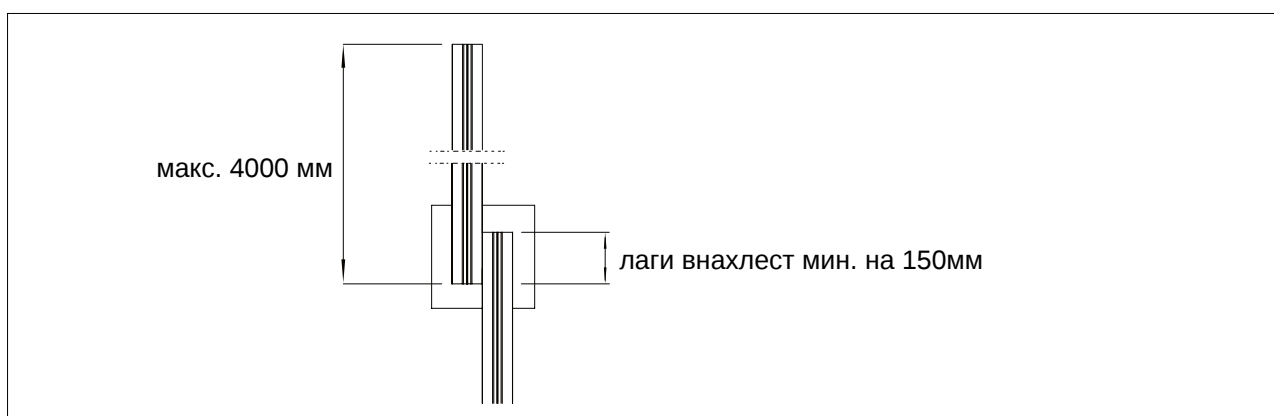 макс. 4000 мм
лаги внахлест мин. на 150мм